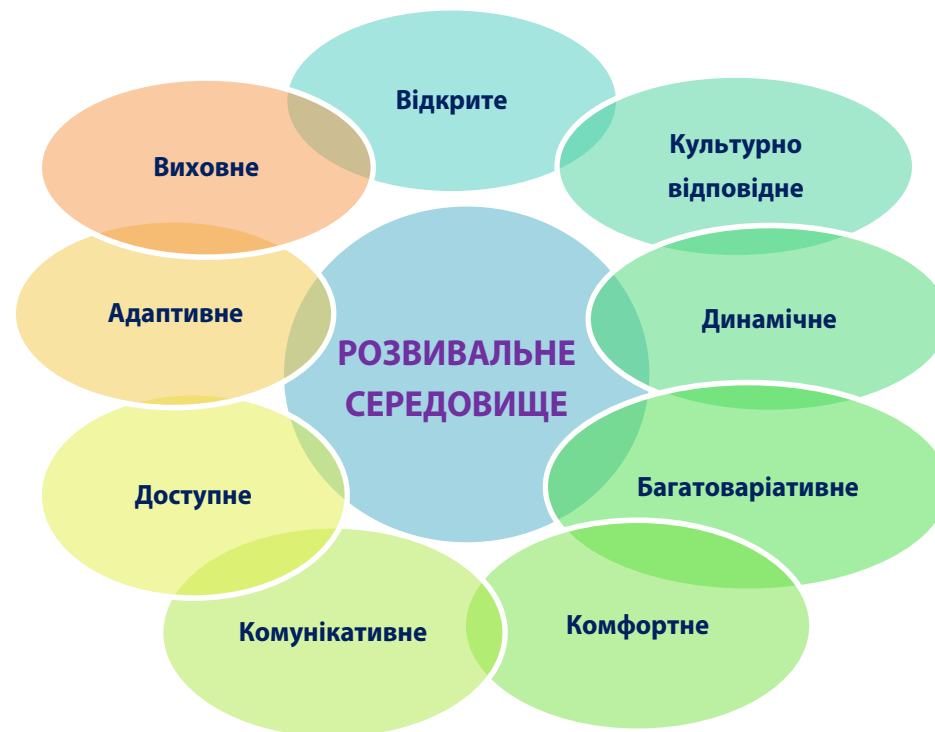 Відкрите
Культурно
відповідне
Виховне
Динамічне
Адаптивне
РОЗВИВАЛЬНЕ
СЕРЕДОВИЩЕ
Багатоваріативне
Доступне
Комфортне
Комунікативне